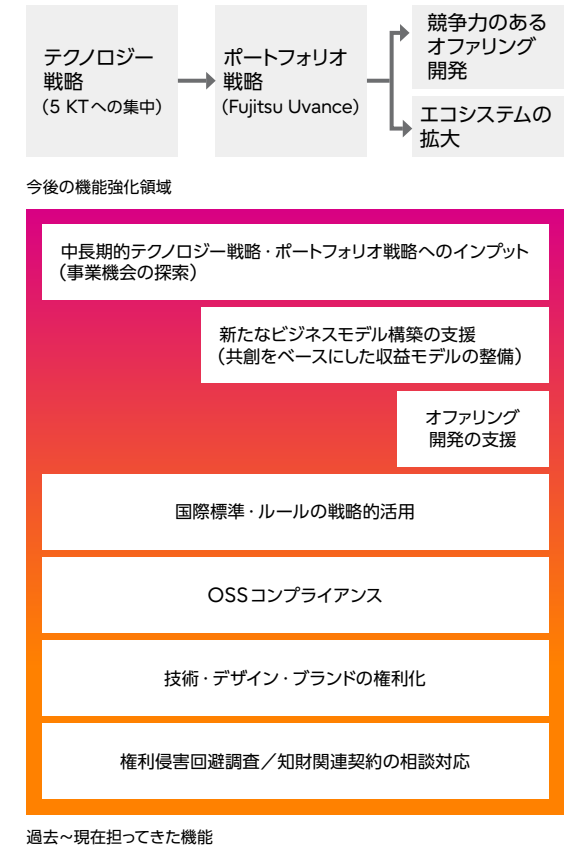 テクノロジー
戦略
（5 KTへの集中）
ポートフォリオ
戦略
（Fujitsu Uvance）
競争力のある
オファリング
開発
エコシステムの
拡大
今後の機能強化領域
中長期的テクノロジー戦略・ポートフォリオ戦略へのインプット
（事業機会の探索）
新たなビジネスモデル構築の支援
（共創をベースにした収益モデルの整備）
オファリング
開発の支援
国際標準・ルールの戦略的活用
OSSコンプライアンス
技術・デザイン・ブランドの権利化
権利侵害回避調査／知財関連契約の相談対応
過去～現在担ってきた機能